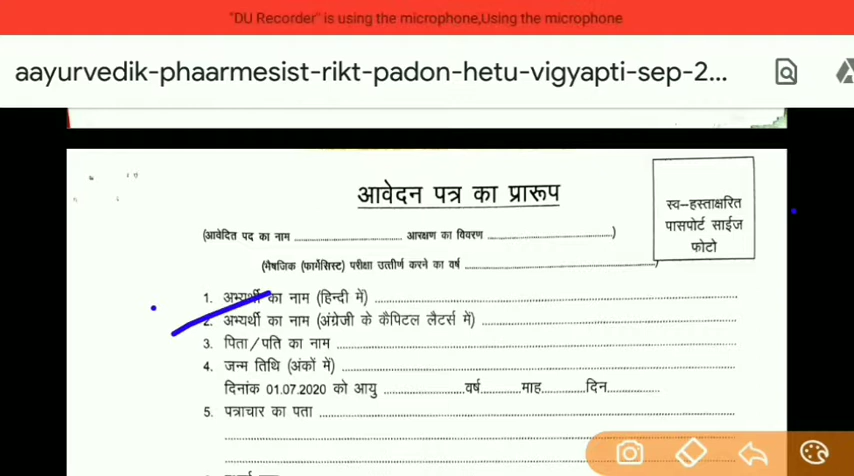 "DU Recorder" is using the microphone,Using the microphone
aayurvedik-phaarmesist-rikt-padon-hetu-vigyapti-sep-2...
आवेदन पत्र का प्रारूप
स्व-हस्ताक्षरित
पासपोर्ट साईज
फोटो
(आवेदित पद का नाम .............................. आरक्षण का विवरण ...................................)
(भैषजिक (फार्मेसिस्ट) परीक्षा उत्तीर्ण करने का वर्ष ...................................................)
1. अभ्यर्थी का नाम (हिन्दी में) ...................................................
2. अभ्यर्थी का नाम (अंग्रेजी के कैपिटल लैटर्स में) ...................................................
3. पिता/पति का नाम ...................................................
4. जन्म तिथि (अंकों में) ...................................................
दिनांक 01.07.2020 को आयु ....................वर्ष..........माह...........दिन.............
5. पत्राचार का पता ...................................................